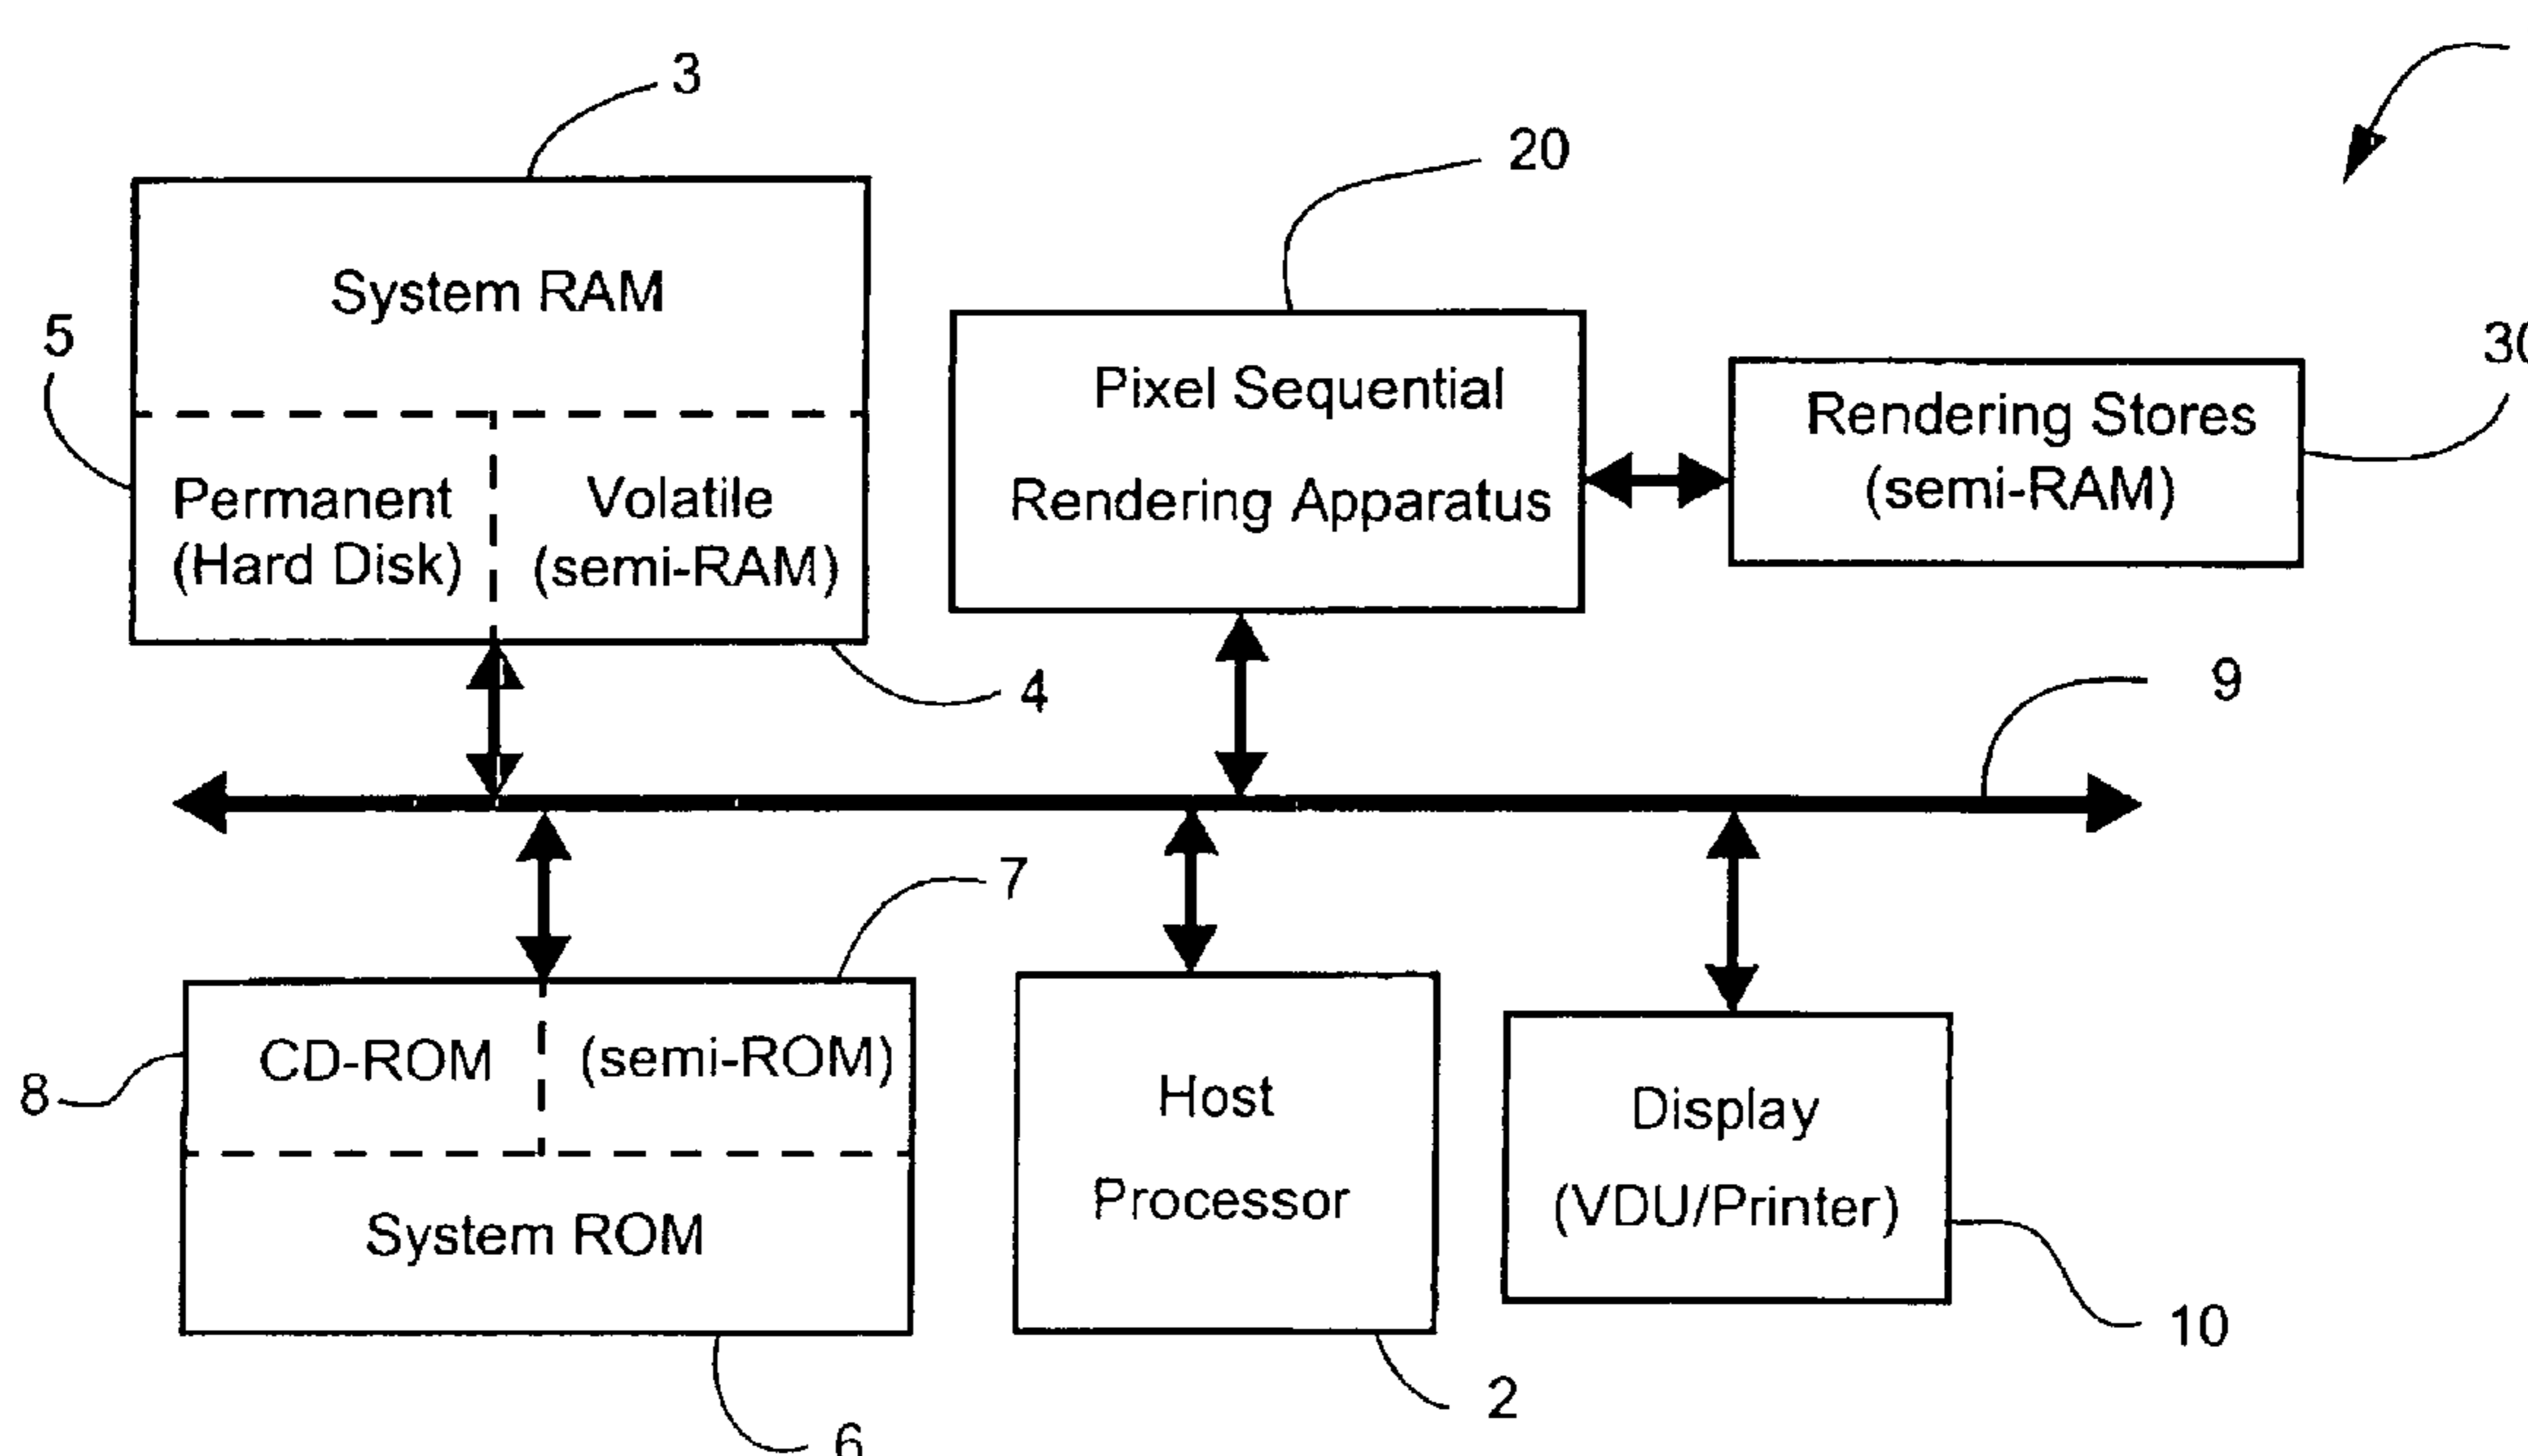 3
20
System RAM
5
30
Pixel Sequential
Rendering Apparatus
Rendering Stores
(semi-RAM)
Permanent
(Hard Disk)
Volatile
(semi-RAM)
4
9
7
8
CD-ROM
(semi-ROM)
System ROM
Host
Processor
Display
(VDU/Printer)
10
2
6